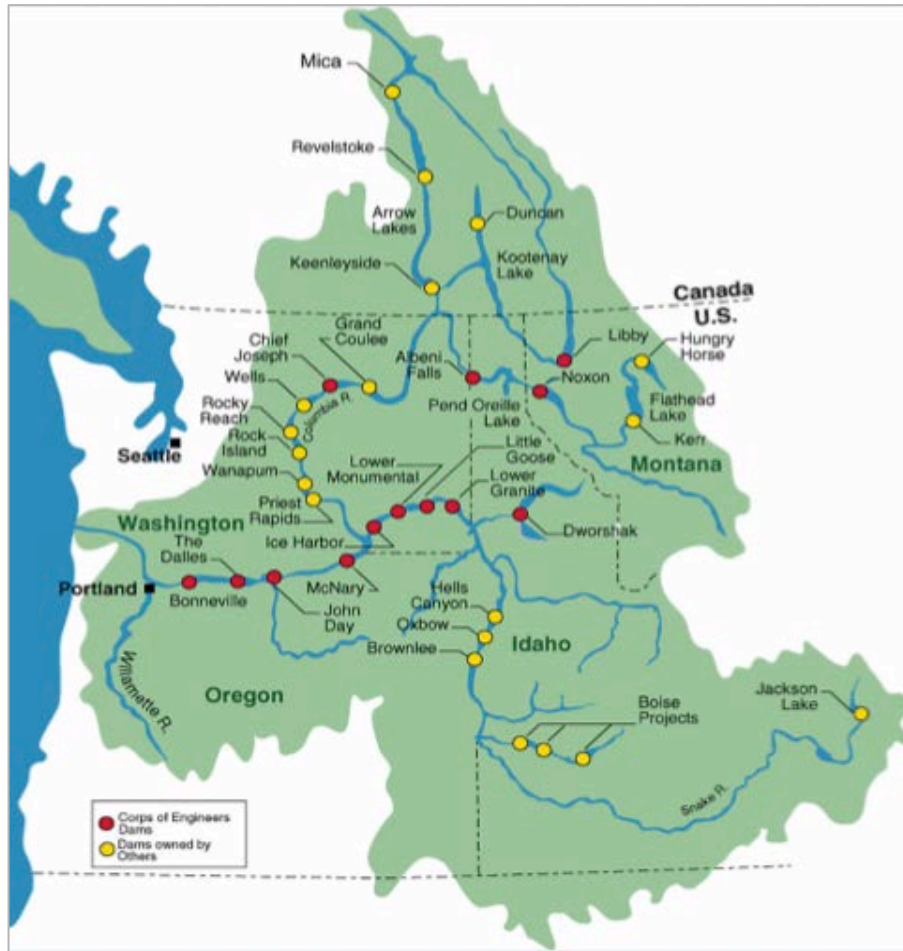 Mica
Revelstoke
Arrow
Lakes
Duncan
Kootenay
Lake
Keenleyside
Canada
U.S.
Grand
Coulee
Chief
Joseph
Wells
Rocky
Reach
Rock
Island
Seattle
Wanapum
Priest
Rapids
Columbia R.
Albeni
Falls
Pend Oreille
Lake
Libby
Noxon
Hungry
Horse
Flathead
Lake
Kerr
Montana
Little
Goose
Lower
Monumental
Lower
Granite
Dworshak
Washington
Ice Harbor
The
Dalles
Portland
Bonneville
McNary
John
Day
Hells
Canyon
Oxbow
Brownlee
Idaho
Oregon
Willamette R.
Boise
Projects
Jackson
Lake
Snake R.
Corps of Engineers
Dams
Dams owned by
Others